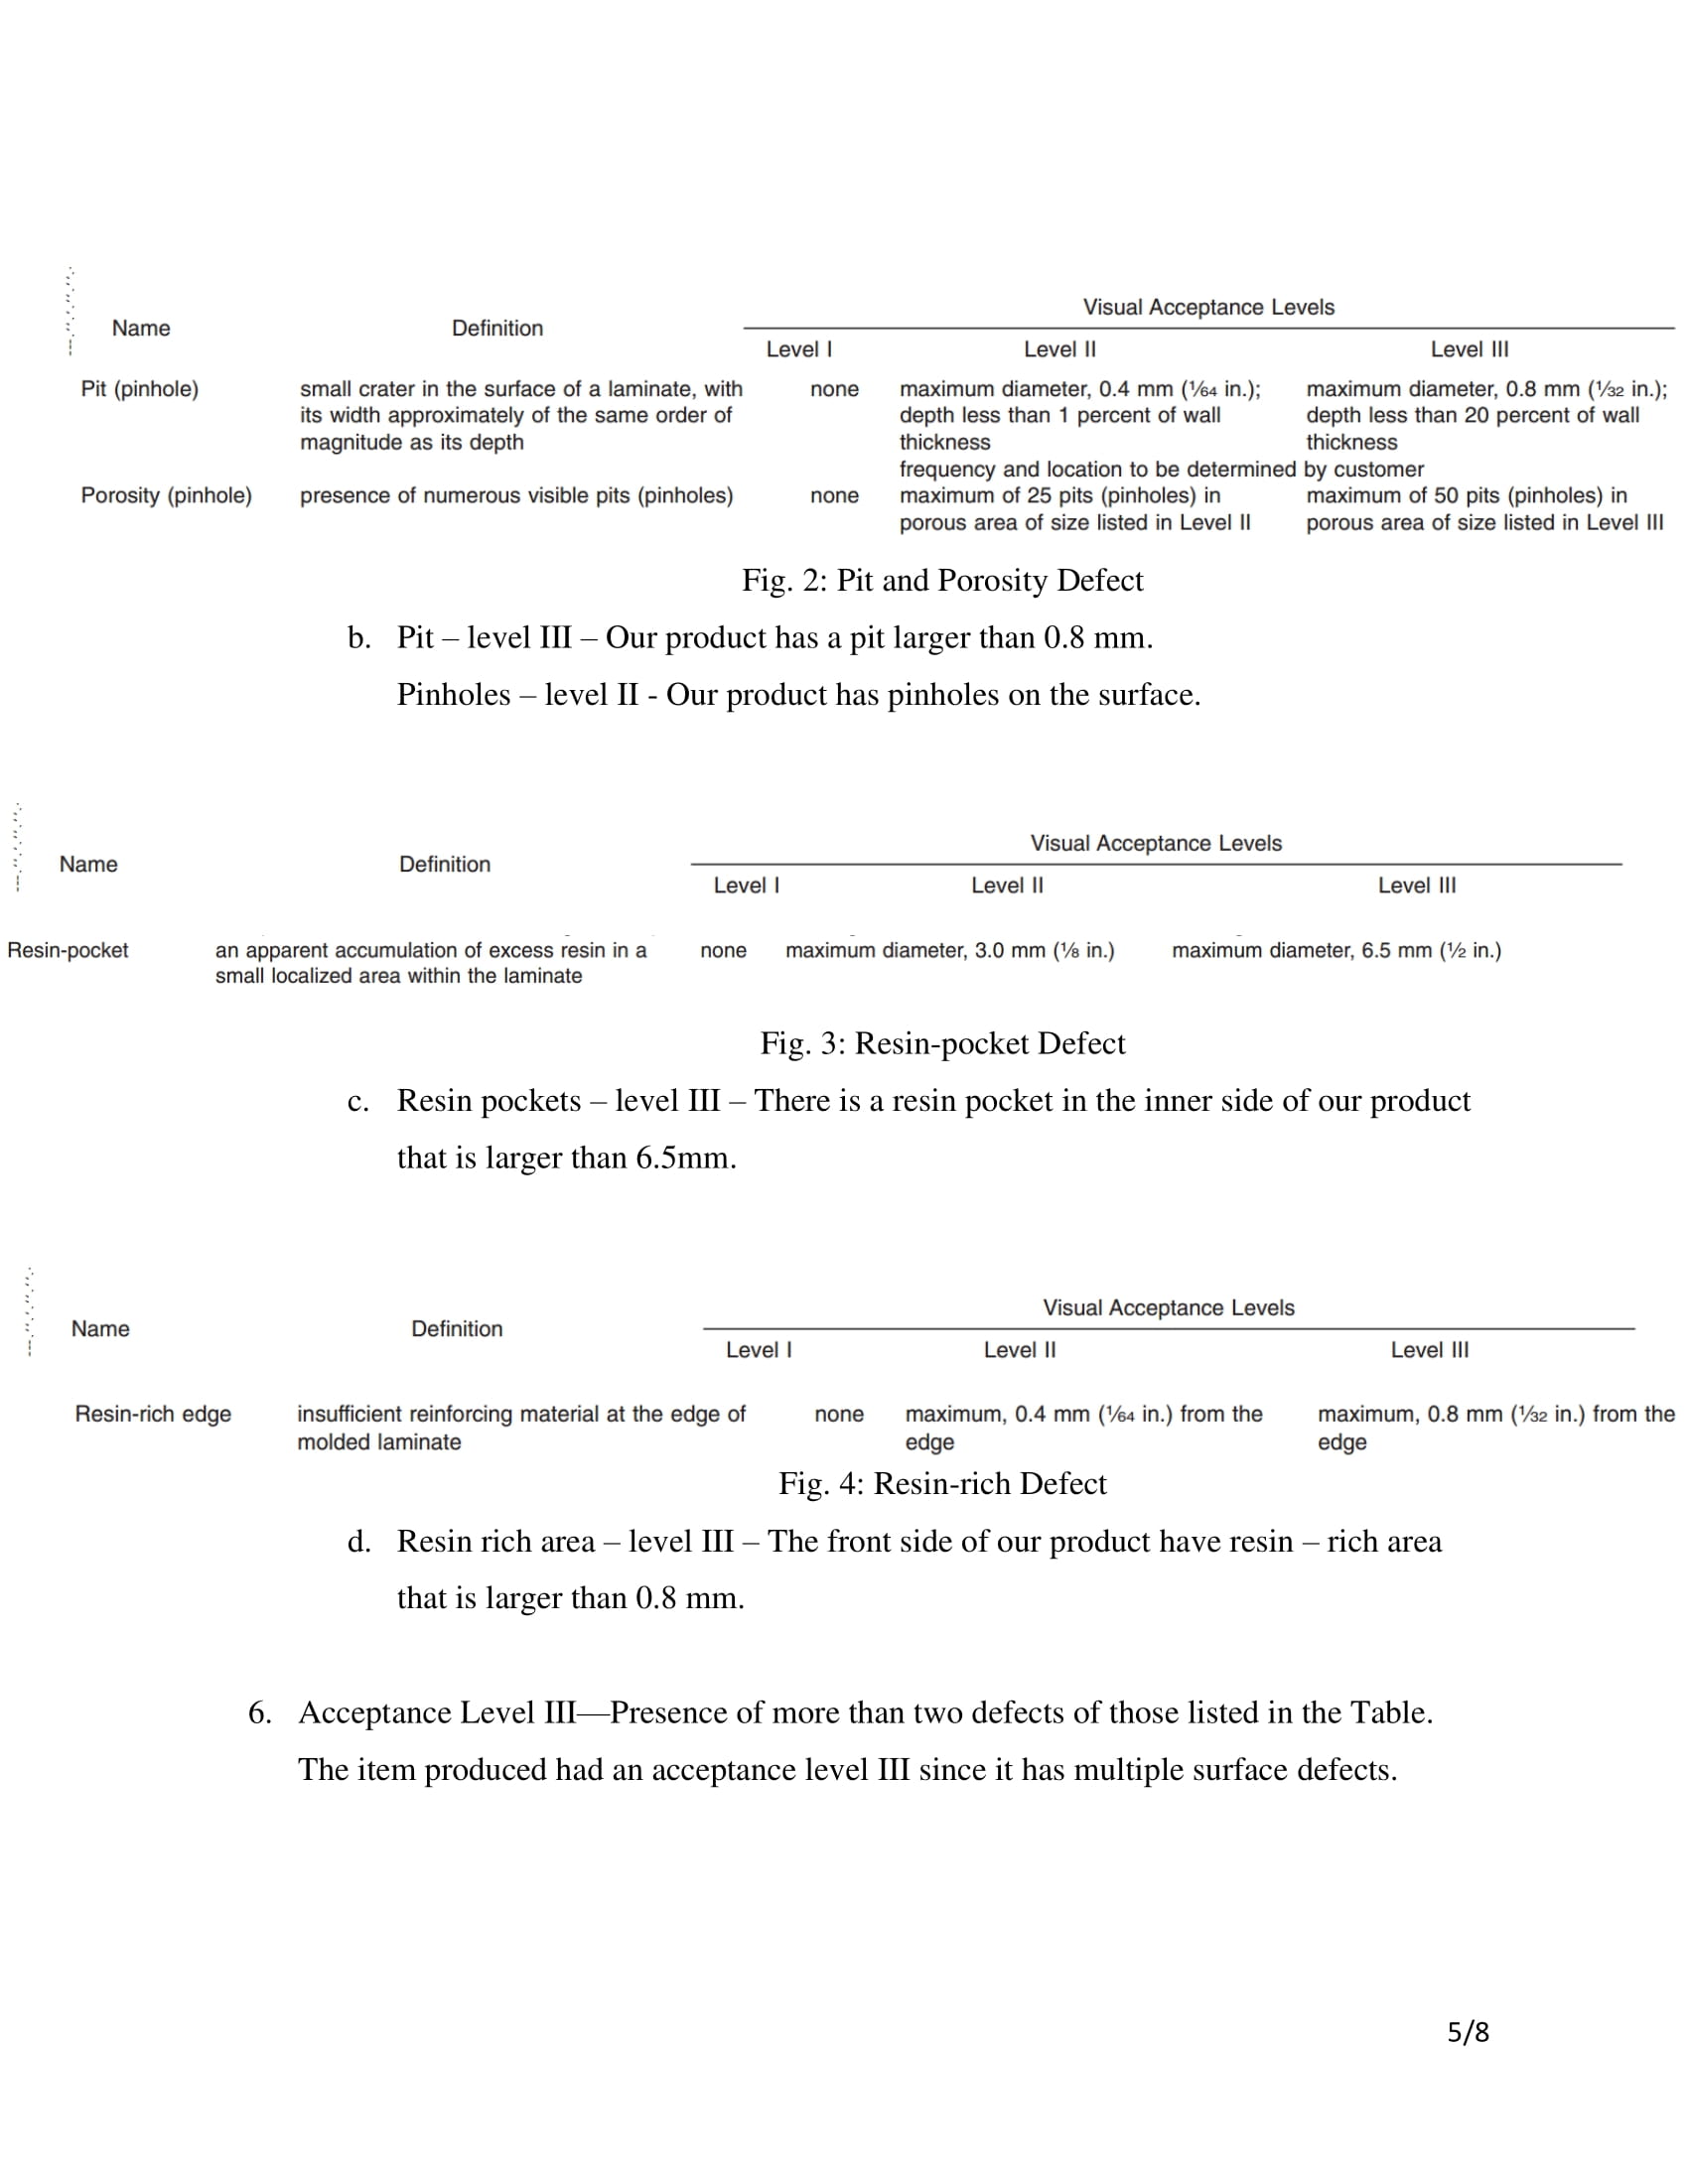 Visual Acceptance Levels
Name Definition
Level I Level II Level III
Pit (pinhole) small crater in the surface of a laminate, with none maximum diameter, 0.4 mm (1⁄64 in.); maximum diameter, 0.8 mm (1⁄32 in.);
its width approximately of the same order of depth less than 1 percent of wall depth less than 20 percent of wall
magnitude as its depth thickness thickness
frequency and location to be determined by customer
Porosity (pinhole) presence of numerous visible pits (pinholes) none maximum of 25 pits (pinholes) in maximum of 50 pits (pinholes) in
porous area of size listed in Level II porous area of size listed in Level III
Fig. 2: Pit and Porosity Defect
b. Pit – level III – Our product has a pit larger than 0.8 mm.
Pinholes – level II - Our product has pinholes on the surface.
Visual Acceptance Levels
Name Definition
Level I Level II Level III
Resin-pocket an apparent accumulation of excess resin in a none maximum diameter, 3.0 mm (1⁄8 in.) maximum diameter, 6.5 mm (1⁄2 in.)
small localized area within the laminate
Fig. 3: Resin-pocket Defect
c. Resin pockets – level III – There is a resin pocket in the inner side of our product
that is larger than 6.5mm.
Visual Acceptance Levels
Name Definition
Level I Level II Level III
Resin-rich edge insufficient reinforcing material at the edge of none maximum, 0.4 mm (1⁄64 in.) from the maximum, 0.8 mm (1⁄32 in.) from the
molded laminate edge edge
Fig. 4: Resin-rich Defect
d. Resin rich area – level III – The front side of our product have resin – rich area
that is larger than 0.8 mm.
6. Acceptance Level III—Presence of more than two defects of those listed in the Table.
The item produced had an acceptance level III since it has multiple surface defects.
5/8